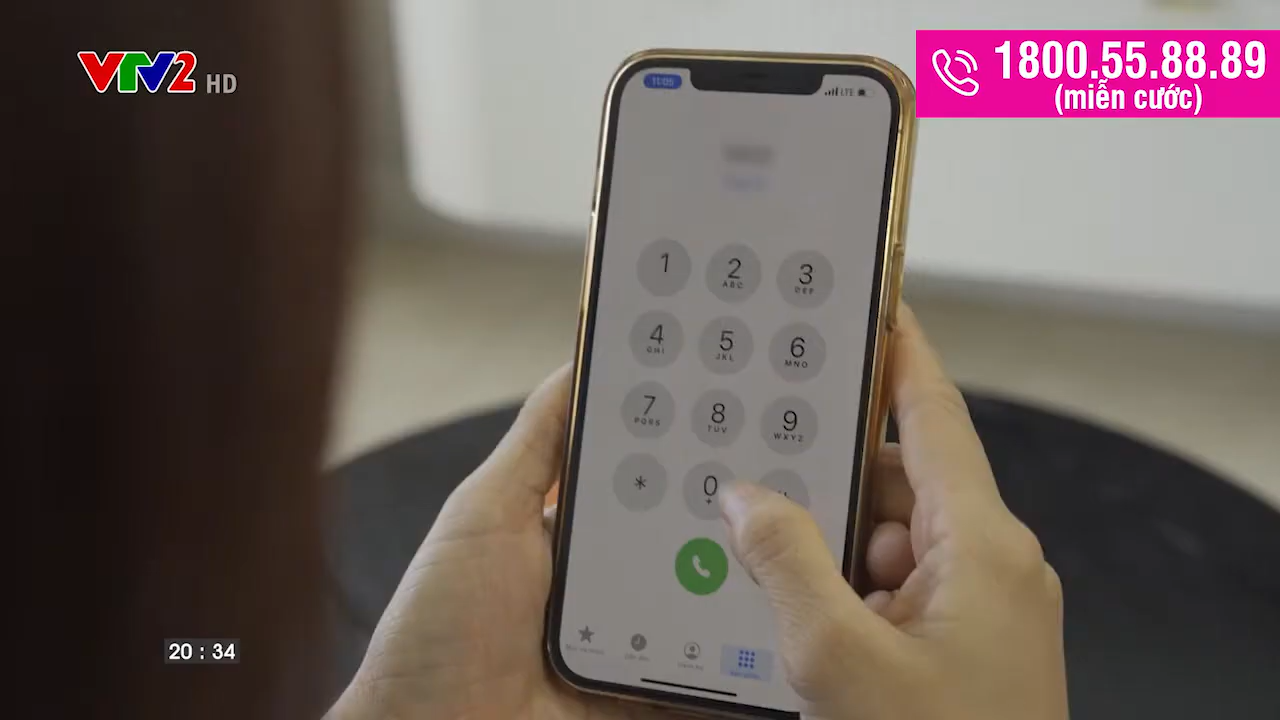 VTV2 HD
1800.55.88.89
(miễn cước)
11:05
LTE
1
2
ABC
3
DEF
4
GHI
5
JKL
6
MNO
7
PQRS
8
TUV
9
WXYZ
*
0
+
20 : 34